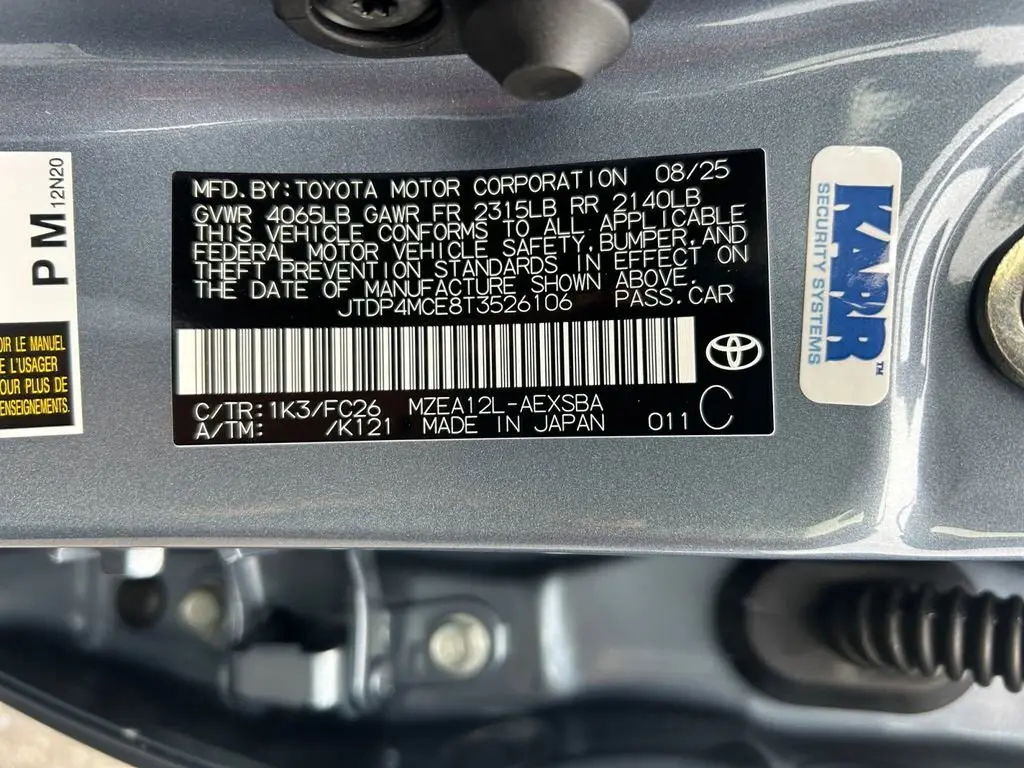 PM
12N20
OIR LE MANUEL
L'USAGER
OUR PLUS DE
ENSEIGNEMENTS.
MFD. BY: TOYOTA MOTOR CORPORATION 08/25
GVWR 4065LB GAWR FR 2315LB RR 2140LB
THIS VEHICLE CONFORMS TO ALL APPLICABLE
FEDERAL MOTOR VEHICLE SAFETY, BUMPER, AND
THEFT PREVENTION STANDARDS IN EFFECT ON
THE DATE OF MANUFACTURE SHOWN ABOVE.
JTDP4MCE8T3526106 PASS. CAR
C/TR: 1K3/FC26 MZEA12L-AEXSBA
A/TM: /K121 MADE IN JAPAN 011 C
KARR™
SECURITY SYSTEMS